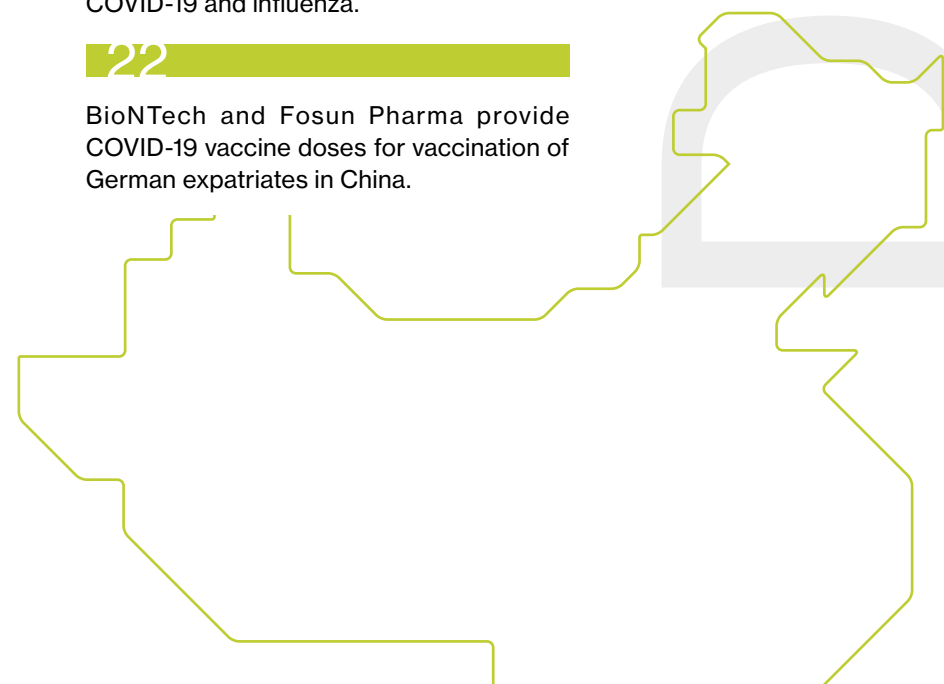 COVID-19 and influenza.
22
BioNTech and Fosun Pharma provide
COVID-19 vaccine doses for vaccination of
German expatriates in China.